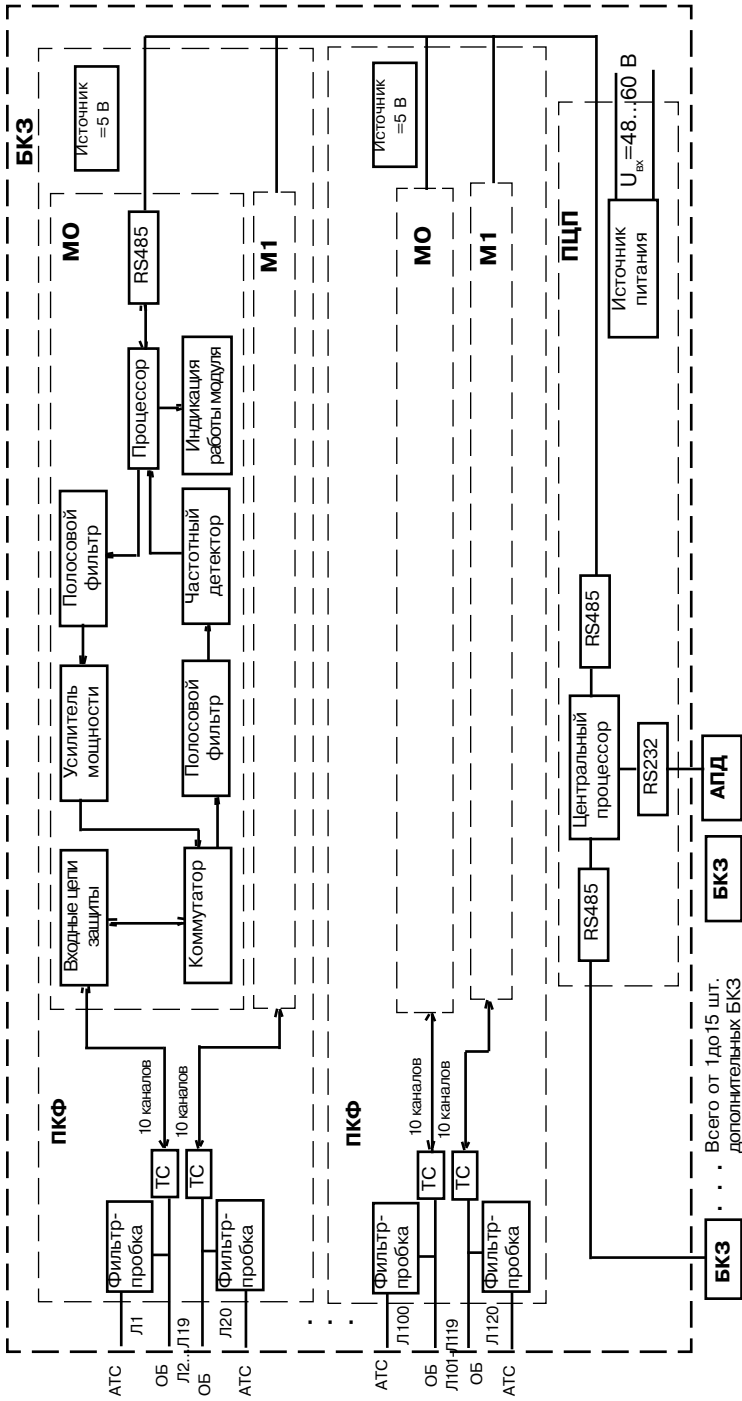 БКЗ
ПКФ
МО
Источник
=5 В
Входные цепи
защиты
Усилитель
мощности
Полосовой
фильтр
Процессор
RS485
Коммутатор
Полосовой
фильтр
Частотный
детектор
Индикация
работы модуля
М1
10 каналов
10 каналов
ТС
ТС
Фильтр-
пробка
Фильтр-
пробка
АТС
Л1
ОБ
Л2...Л19
ОБ
Л20
АТС
. . .
ПКФ
МО
Источник
=5 В
М1
10 каналов
10 каналов
ТС
ТС
Фильтр-
пробка
Фильтр-
пробка
АТС
Л100
ОБ
Л101-Л119
ОБ
Л120
АТС
ПЦП
RS485
Центральный
процессор
RS485
RS232
Источник
питания
Uвх=48...60 В
БКЗ
. . . Всего от 1до15 шт.
дополнительных БКЗ
БКЗ
АПД